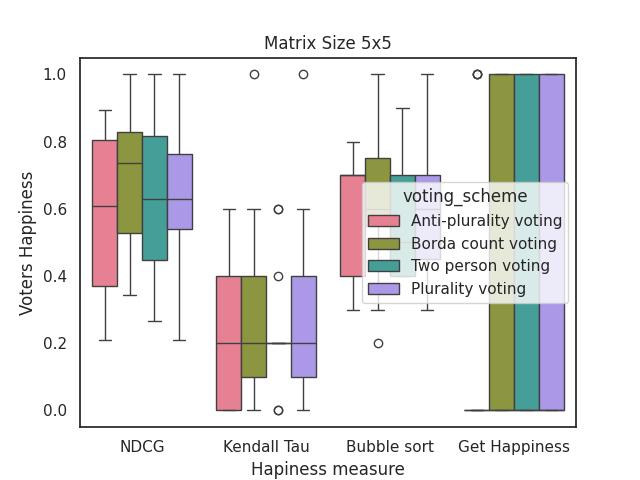 Matrix Size 5x5
1.0
0.8
0.6
0.4
0.2
0.0
Voters Happiness
voting_scheme
Anti-plurality voting
Borda count voting
Two person voting
Plurality voting
NDCG
Kendall Tau
Bubble sort
Get Happiness
Hapiness measure